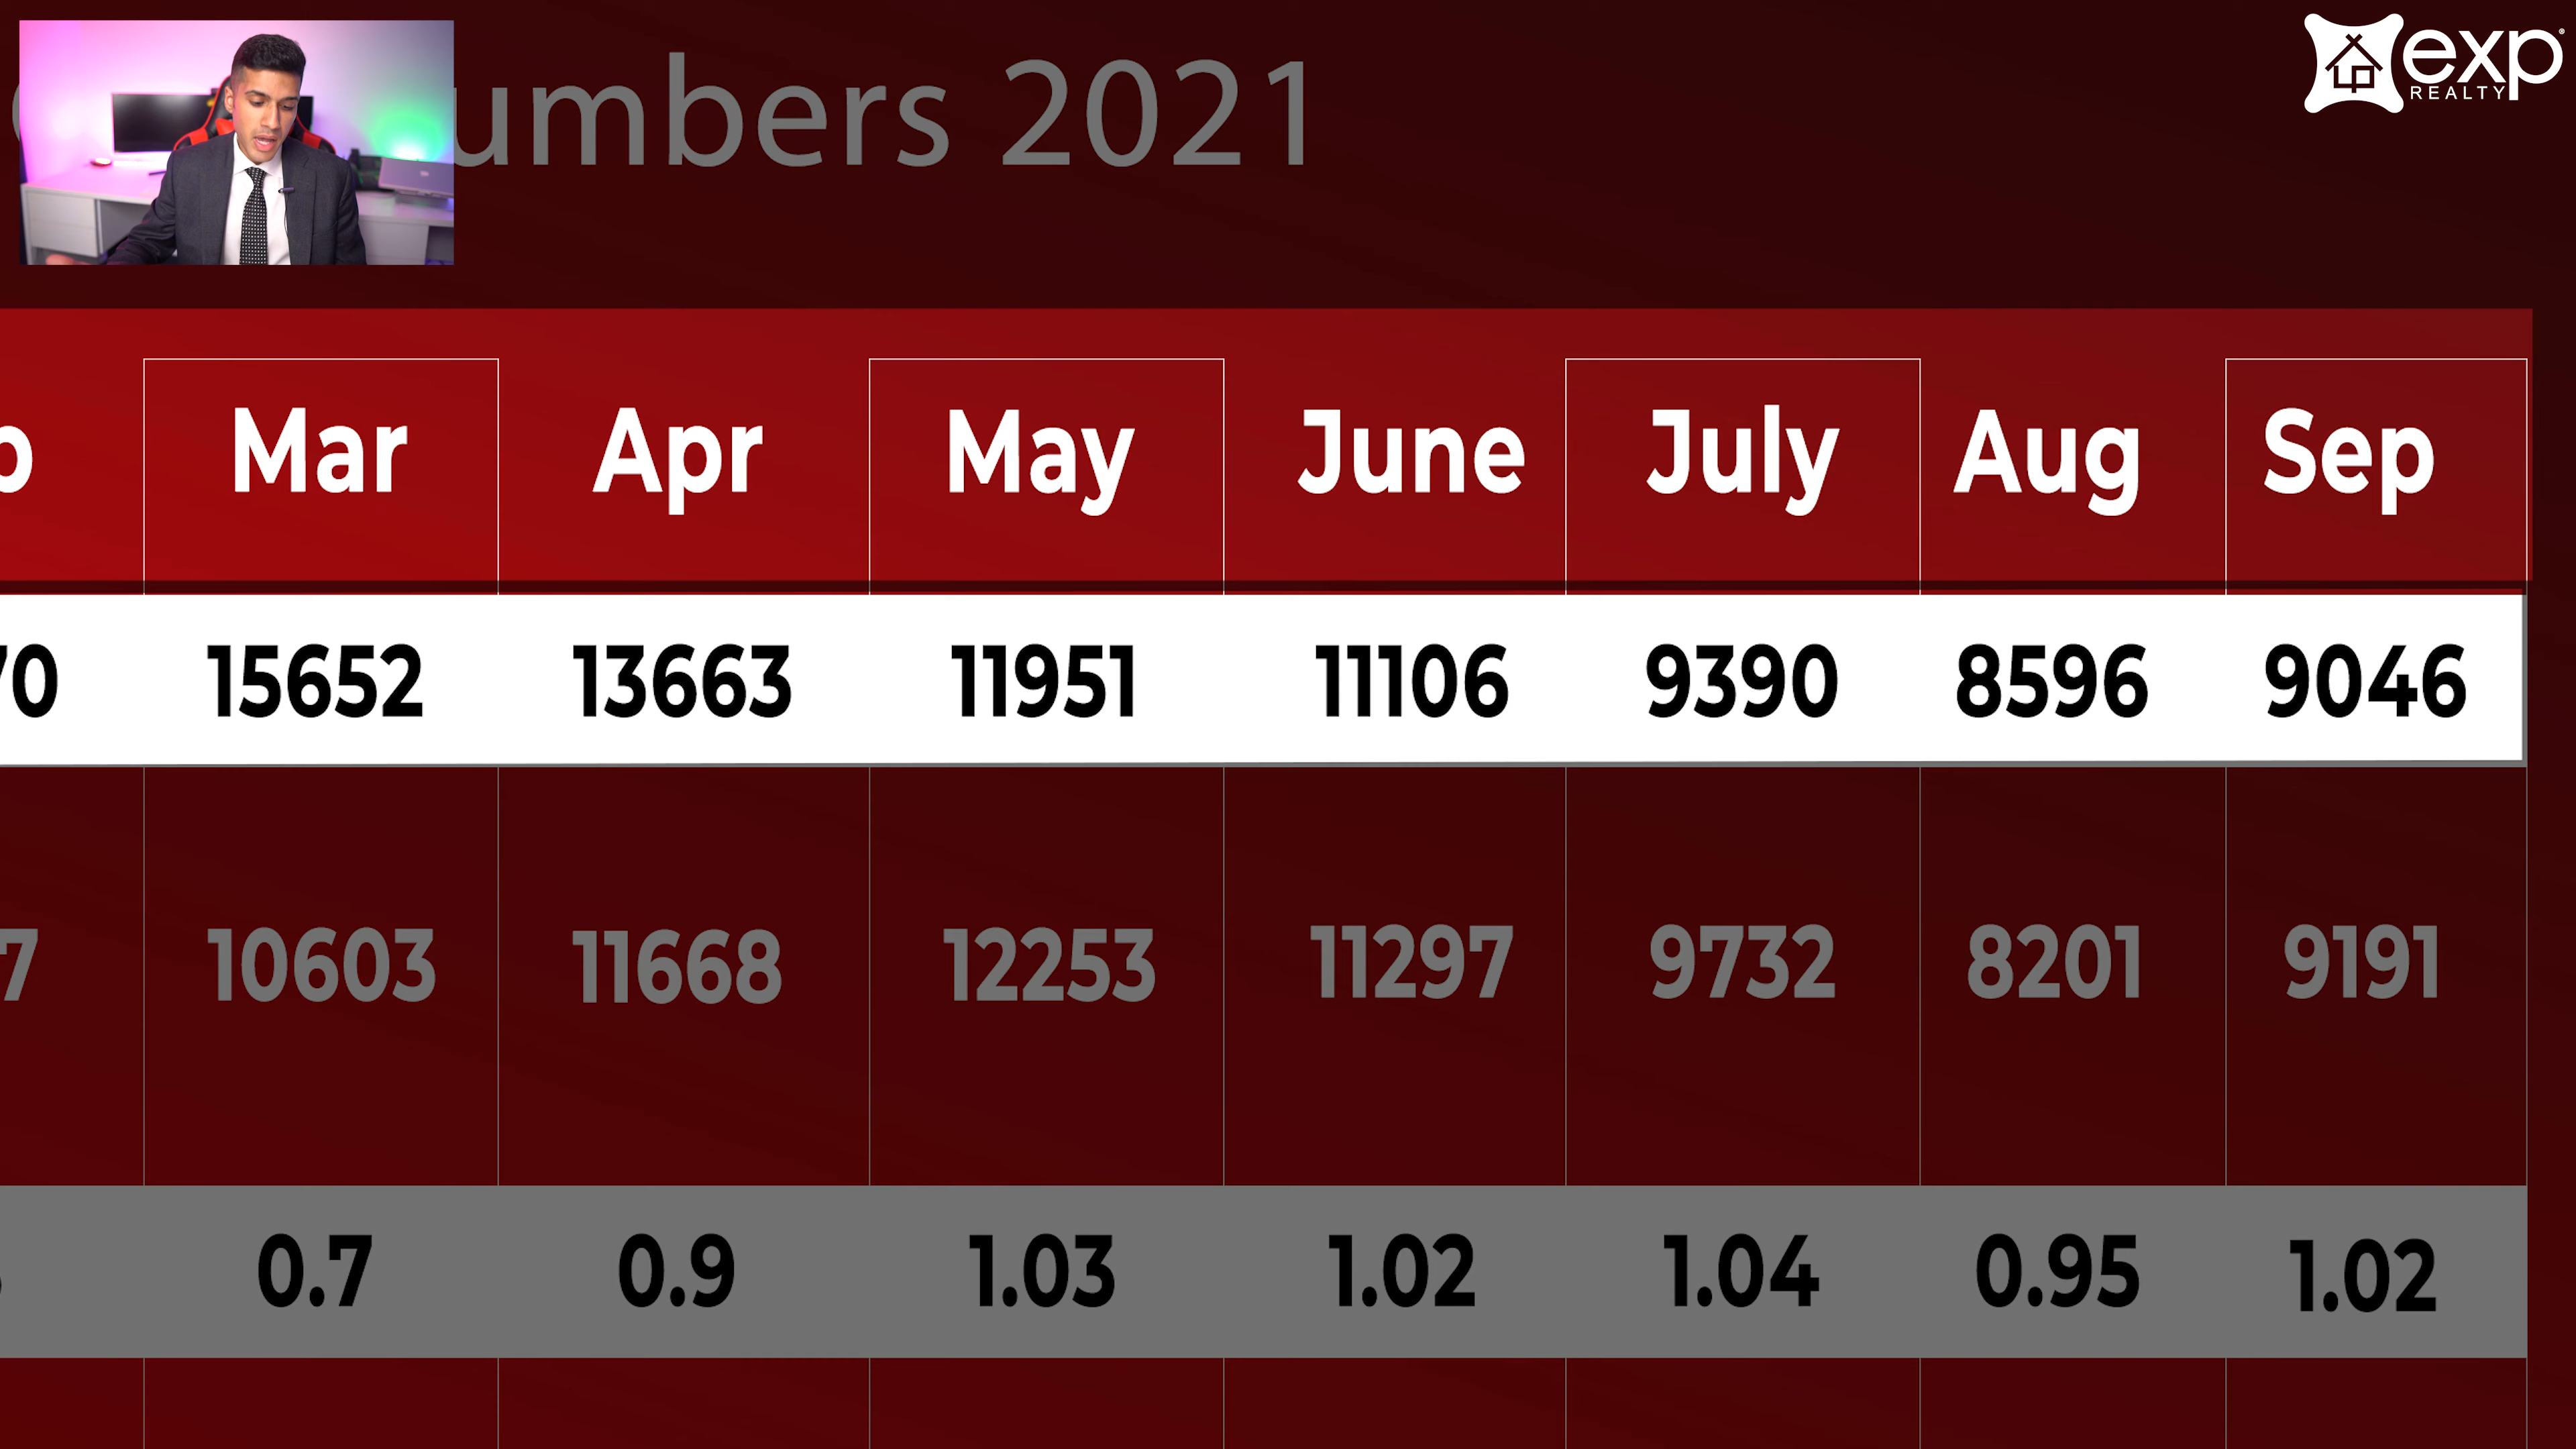 umbers 2021
exp
REALTY
Mar Apr May June July Aug Sep
70 15652 13663 11951 11106 9390 8596 9046
7 10603 11668 12253 11297 9732 8201 9191
0.7 0.9 1.03 1.02 1.04 0.95 1.02